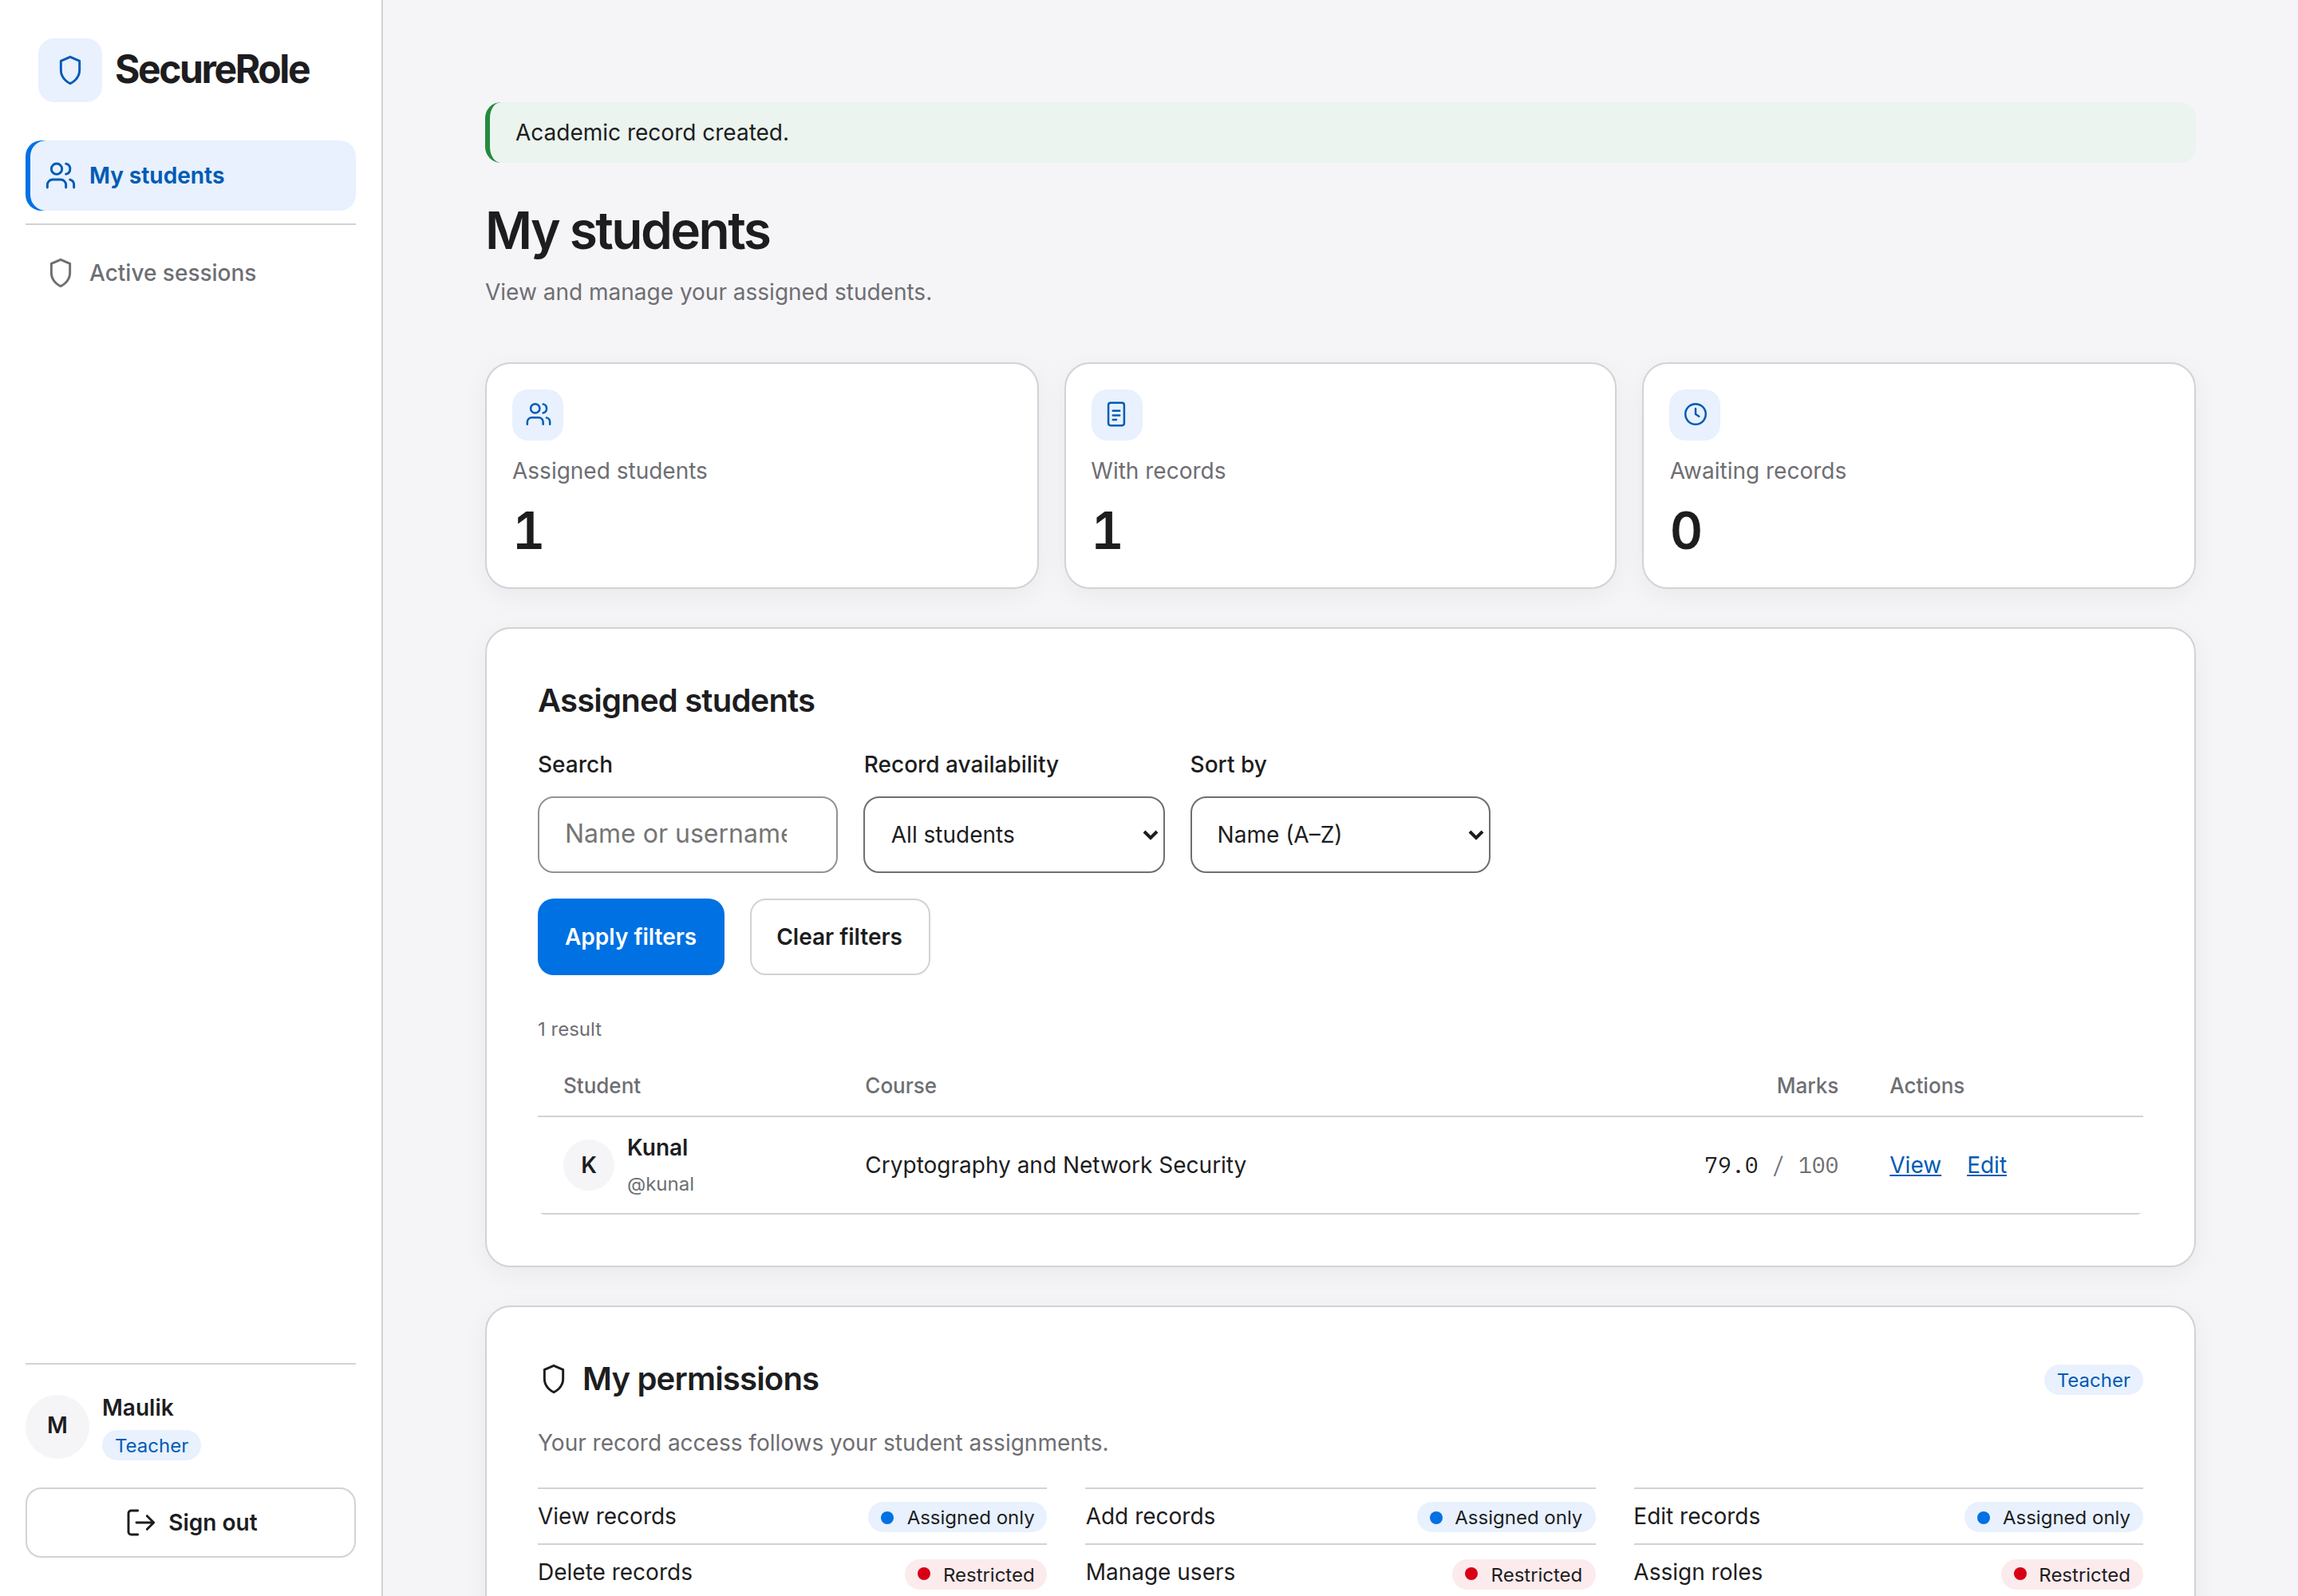 SecureRole
My students
Active sessions
Maulik
M
Teacher
Sign out
Academic record created.
My students
View and manage your assigned students.
Assigned students
1
With records
1
Awaiting records
0
Assigned students
Search
Record availability
Sort by
Name or username
All students
Name (A–Z)
Apply filters
Clear filters
1 result
Student
Course
Marks
Actions
K
Kunal
@kunal
Cryptography and Network Security
79.0 / 100
View
Edit
My permissions
Teacher
Your record access follows your student assignments.
View records
Assigned only
Add records
Assigned only
Edit records
Assigned only
Delete records
Restricted
Manage users
Restricted
Assign roles
Restricted